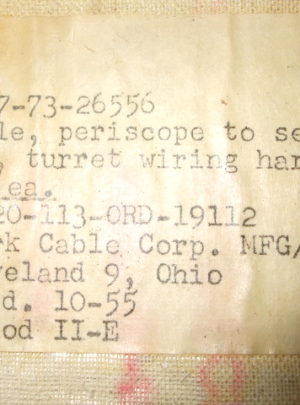 7-73-26556
le, periscope to se
, turret wiring har
ea.
20-113-ORD-19112
rk Cable Corp. MFG/
veland 9, Ohio
d. 10-55
od II-E